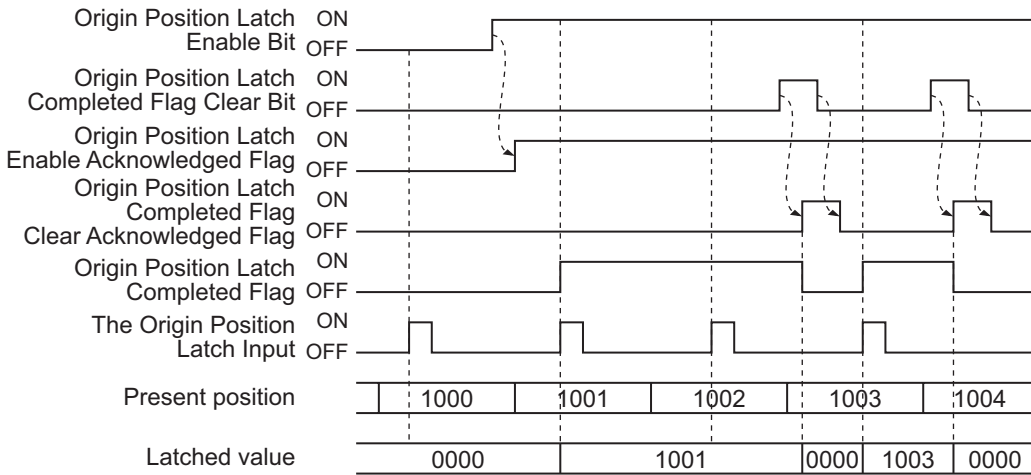 Origin Position Latch ON
Enable Bit OFF
Origin Position Latch ON
Completed Flag Clear Bit OFF
Origin Position Latch ON
Enable Acknowledged Flag OFF
Origin Position Latch
Completed Flag ON
Clear Acknowledged Flag OFF
Origin Position Latch ON
Completed Flag OFF
The Origin Position ON
Latch Input OFF
Present position 1000 1001 1002 1003 1004
Latched value 0000 1001 0000 1003 0000